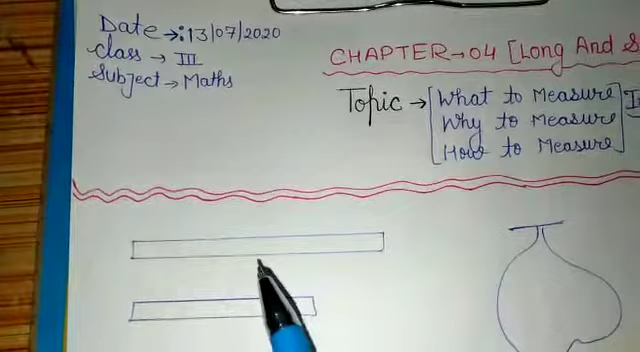 Date →: 13/07/2020
Class → III
Subject → Maths
CHAPTER → 04 [Long And S
Topic → [What to Measure]
Why to Measure
How to Measure